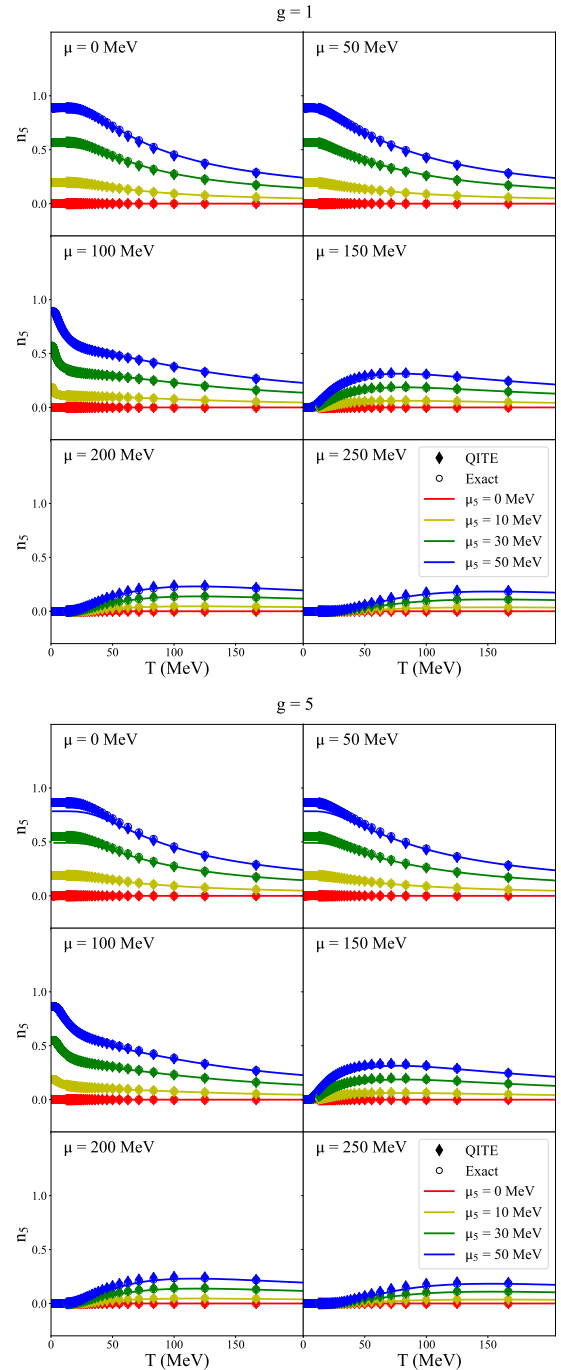 g = 1
μ = 0 MeV
μ = 50 MeV
n₅
1.0
0.5
0.0
μ = 100 MeV
μ = 150 MeV
n₅
1.0
0.5
0.0
μ = 200 MeV
μ = 250 MeV
QITE
Exact
μ₅ = 0 MeV
μ₅ = 10 MeV
μ₅ = 30 MeV
μ₅ = 50 MeV
n₅
1.0
0.5
0.0
0 50 100 150 0 50 100 150
T (MeV) T (MeV)
g = 5
μ = 0 MeV
μ = 50 MeV
n₅
1.0
0.5
0.0
μ = 100 MeV
μ = 150 MeV
n₅
1.0
0.5
0.0
μ = 200 MeV
μ = 250 MeV
QITE
Exact
μ₅ = 0 MeV
μ₅ = 10 MeV
μ₅ = 30 MeV
μ₅ = 50 MeV
n₅
1.0
0.5
0.0
0 50 100 150 0 50 100 150
T (MeV) T (MeV)